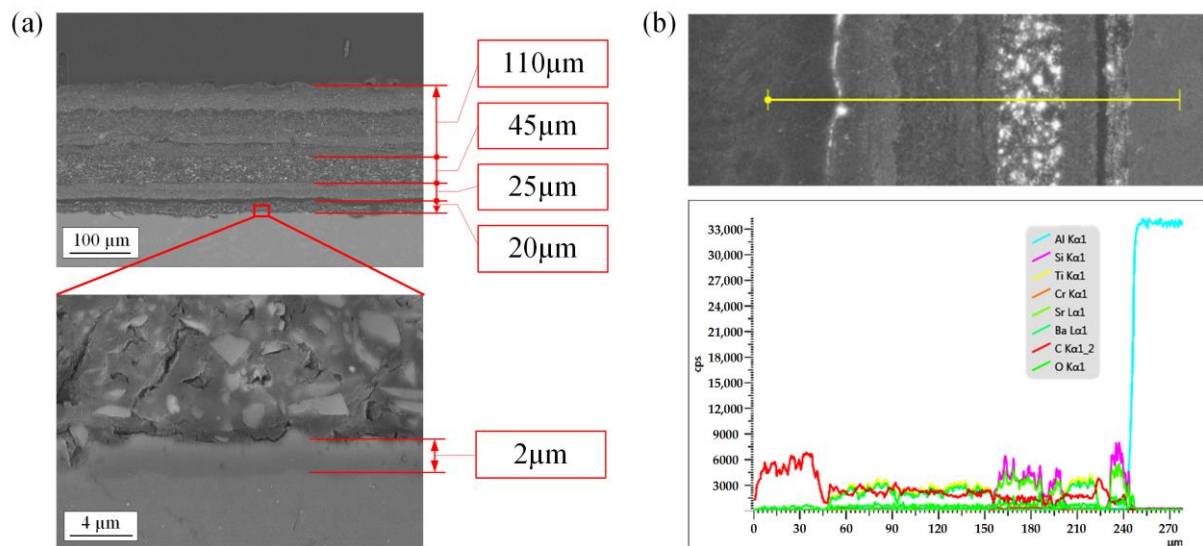 (a)
110μm
45μm
25μm
20μm
100 μm
2μm
4 μm
(b)
33,000
30,000
27,000
24,000
21,000
18,000
15,000
12,000
9000
6000
3000
0
cps
Al Kα1
Si Kα1
Ti Kα1
Cr Kα1
Sr Lα1
Ba Lα1
C Kα1_2
O Kα1
0 30 60 90 120 150 180 210 240 270
μm